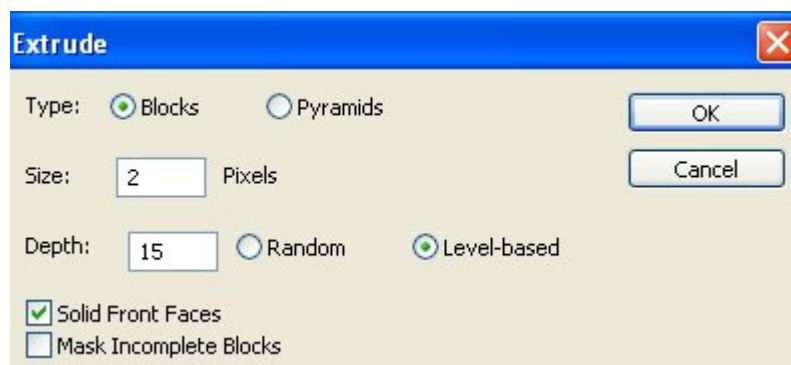 Extrude
Type: Blocks Pyramids OK
Size: 2 Pixels Cancel
Depth: 15 Random Level-based
Solid Front Faces
Mask Incomplete Blocks